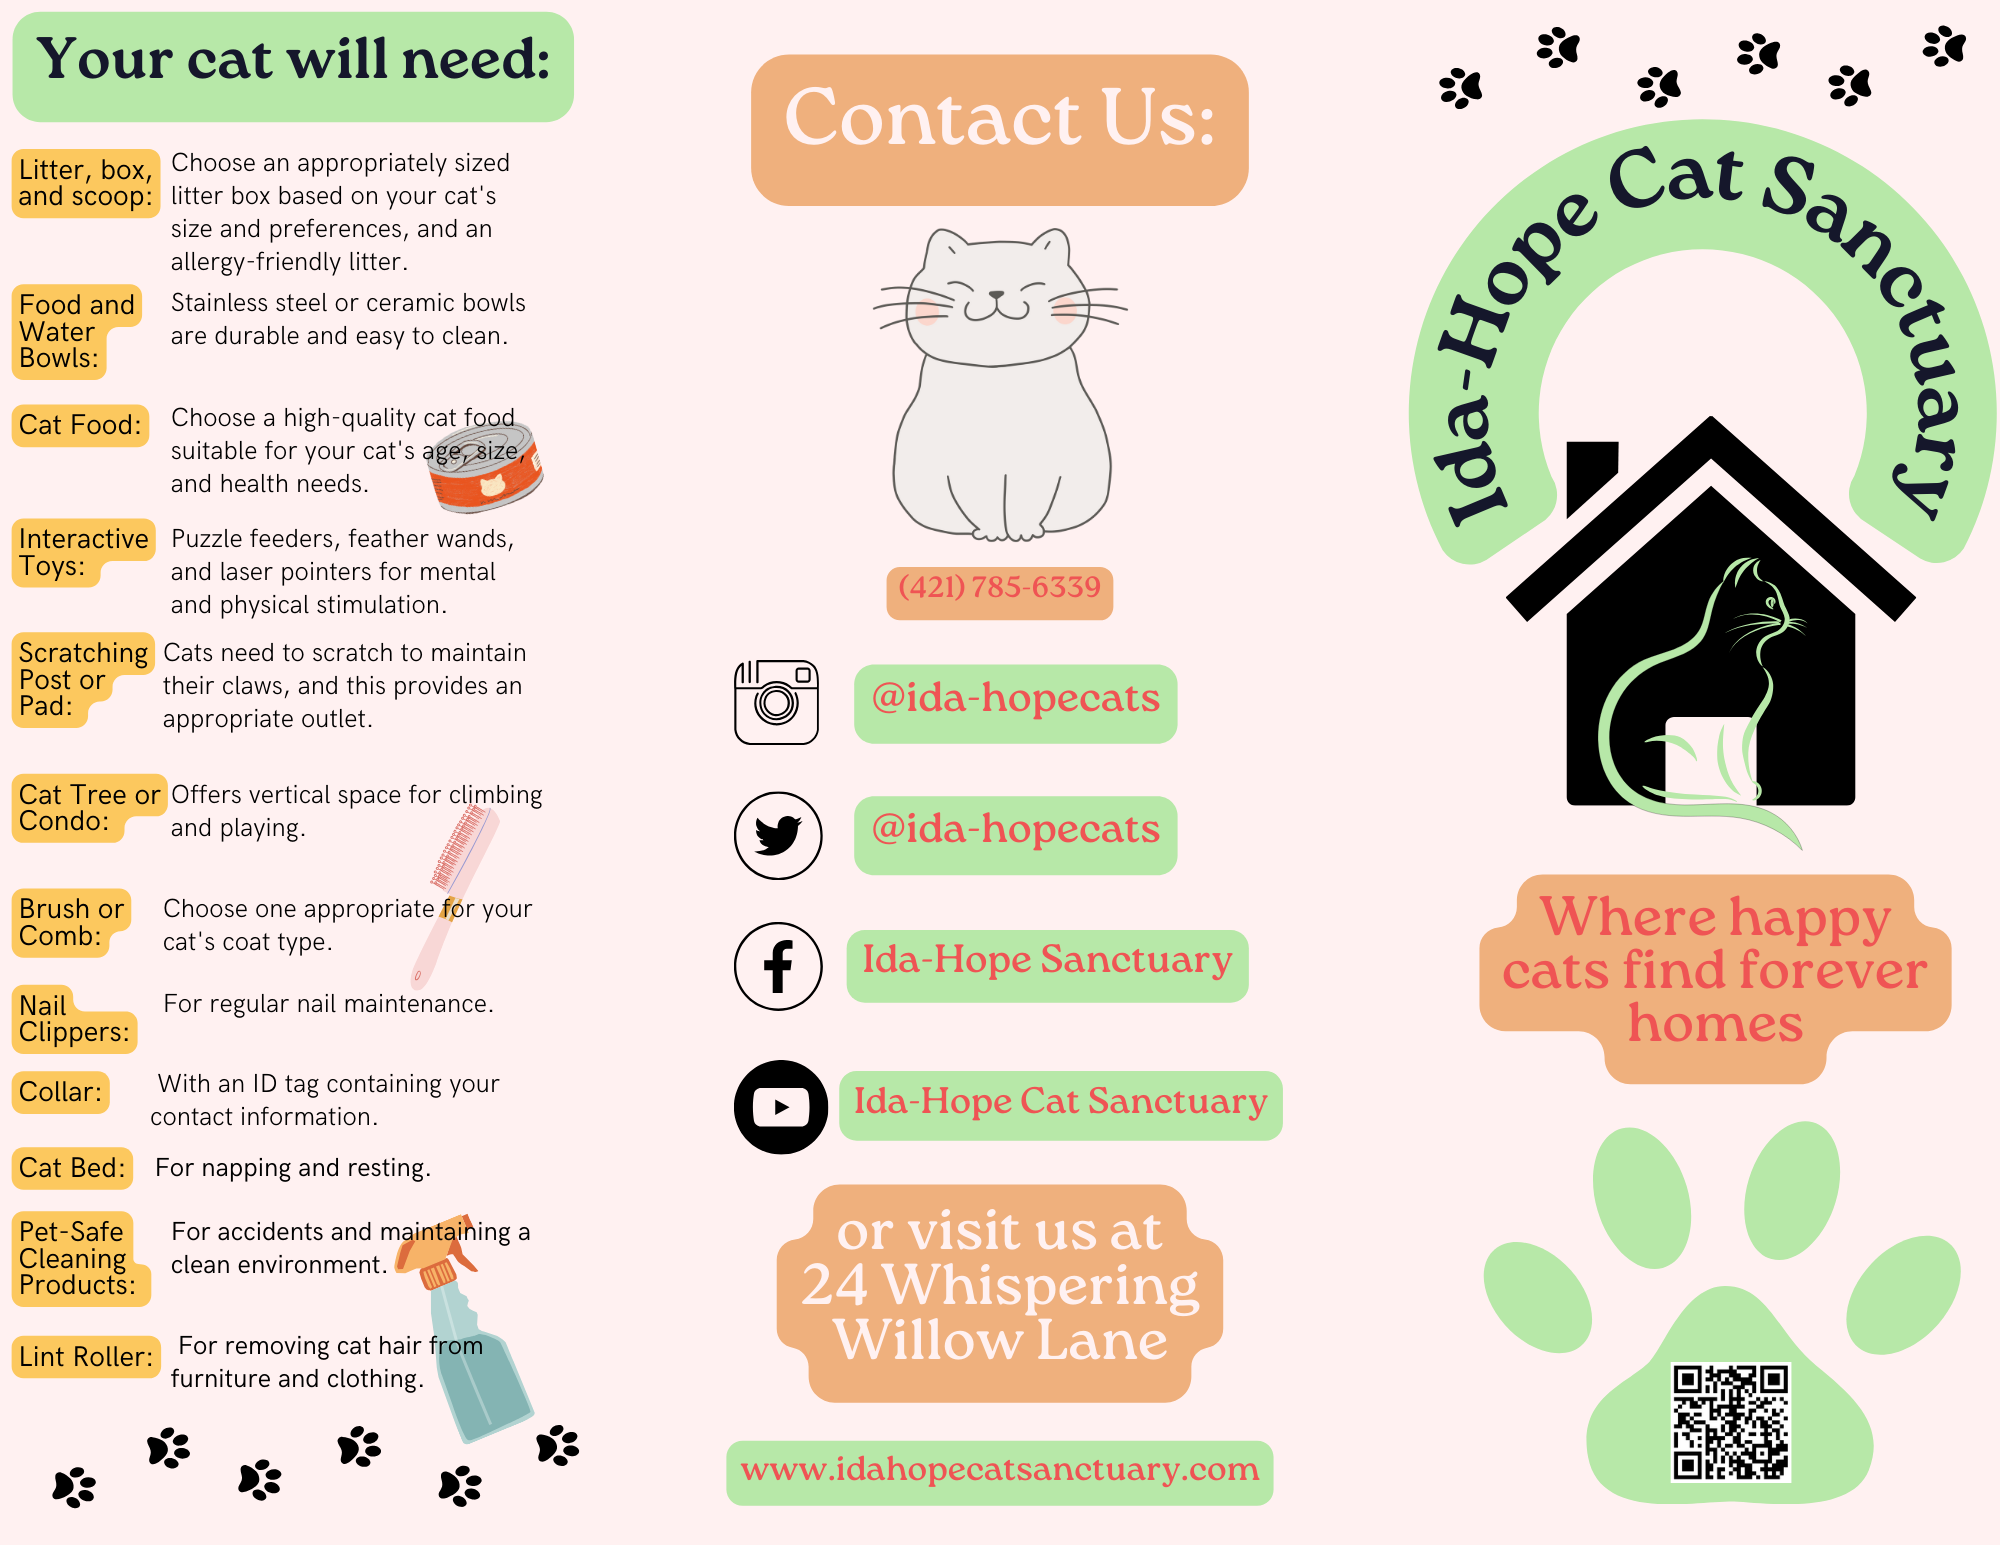 Your cat will need:
Litter, box,
and scoop:
Choose an appropriately sized
litter box based on your cat's
size and preferences, and an
allergy-friendly litter.
Food and
Water
Bowls:
Stainless steel or ceramic bowls
are durable and easy to clean.
Cat Food:
Choose a high-quality cat food
suitable for your cat's age, size,
and health needs.
Interactive
Toys:
Puzzle feeders, feather wands,
and laser pointers for mental
and physical stimulation.
Scratching
Post or
Pad:
Cats need to scratch to maintain
their claws, and this provides an
appropriate outlet.
Cat Tree or
Condo:
Offers vertical space for climbing
and playing.
Brush or
Comb:
Choose one appropriate for your
cat's coat type.
Nail
Clippers:
For regular nail maintenance.
Collar:
With an ID tag containing your
contact information.
Cat Bed:
For napping and resting.
Pet-Safe
Cleaning
Products:
For accidents and maintaining a
clean environment.
Lint Roller:
For removing cat hair from
furniture and clothing.
Contact Us:
(421) 785-6339
@ida-hopecats
@ida-hopecats
Ida-Hope Sanctuary
Ida-Hope Cat Sanctuary
or visit us at
24 Whispering
Willow Lane
www.idahopecatsanctuary.com
Ida-Hope Cat Sanctuary
Where happy
cats find forever
homes